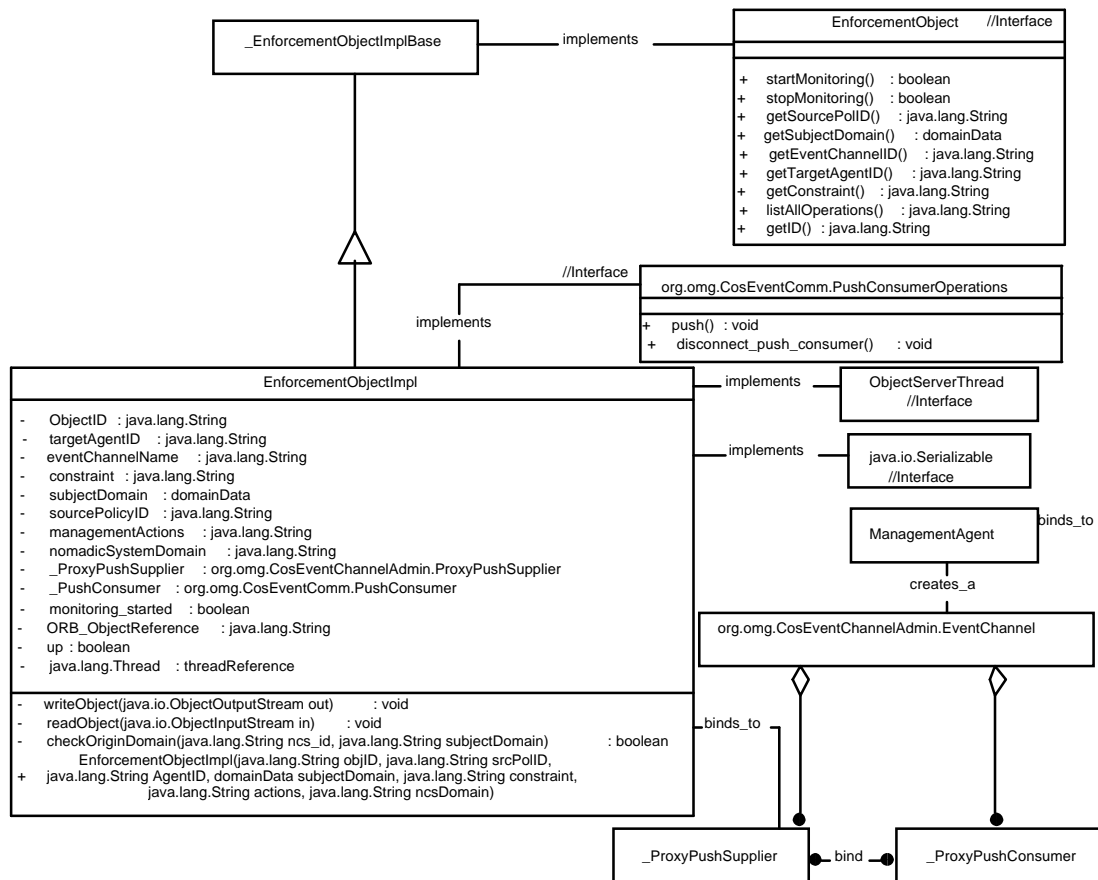 _EnforcementObjectImplBase
implements
EnforcementObject //Interface
+ startMonitoring() : boolean
+ stopMonitoring() : boolean
+ getSourcePolID() : java.lang.String
+ getSubjectDomain() : domainData
+ getEventChannelID() : java.lang.String
+ getTargetAgentID() : java.lang.String
+ getConstraint() : java.lang.String
+ listAllOperations() : java.lang.String
+ getID() : java.lang.String
//Interface
implements
org.omg.CosEventComm.PushConsumerOperations
+ push() : void
+ disconnect_push_consumer() : void
EnforcementObjectImpl
- ObjectID : java.lang.String
- targetAgentID : java.lang.String
- eventChannelName : java.lang.String
- constraint : java.lang.String
- subjectDomain : domainData
- sourcePolicyID : java.lang.String
- managementActions : java.lang.String
- nomadicSystemDomain : java.lang.String
- _ProxyPushSupplier : org.omg.CosEventChannelAdmin.ProxyPushSupplier
- _PushConsumer : org.omg.CosEventComm.PushConsumer
- monitoring_started : boolean
- ORB_ObjectReference : java.lang.String
- up : boolean
- java.lang.Thread : threadReference
- writeObject(java.io.ObjectOutputStream out) : void
- readObject(java.io.ObjectInputStream in) : void
- checkOriginDomain(java.lang.String ncs_id, java.lang.String subjectDomain) : boolean
EnforcementObjectImpl(java.lang.String objID, java.lang.String srcPolID,
+ java.lang.String AgentID, domainData subjectDomain, java.lang.String constraint,
java.lang.String actions, java.lang.String ncsDomain)
implements
ObjectServerThread
//Interface
implements
java.io.Serializable
//Interface
ManagementAgent
binds_to
creates_a
org.omg.CosEventChannelAdmin.EventChannel
binds_to
_ProxyPushSupplier
bind
_ProxyPushConsumer